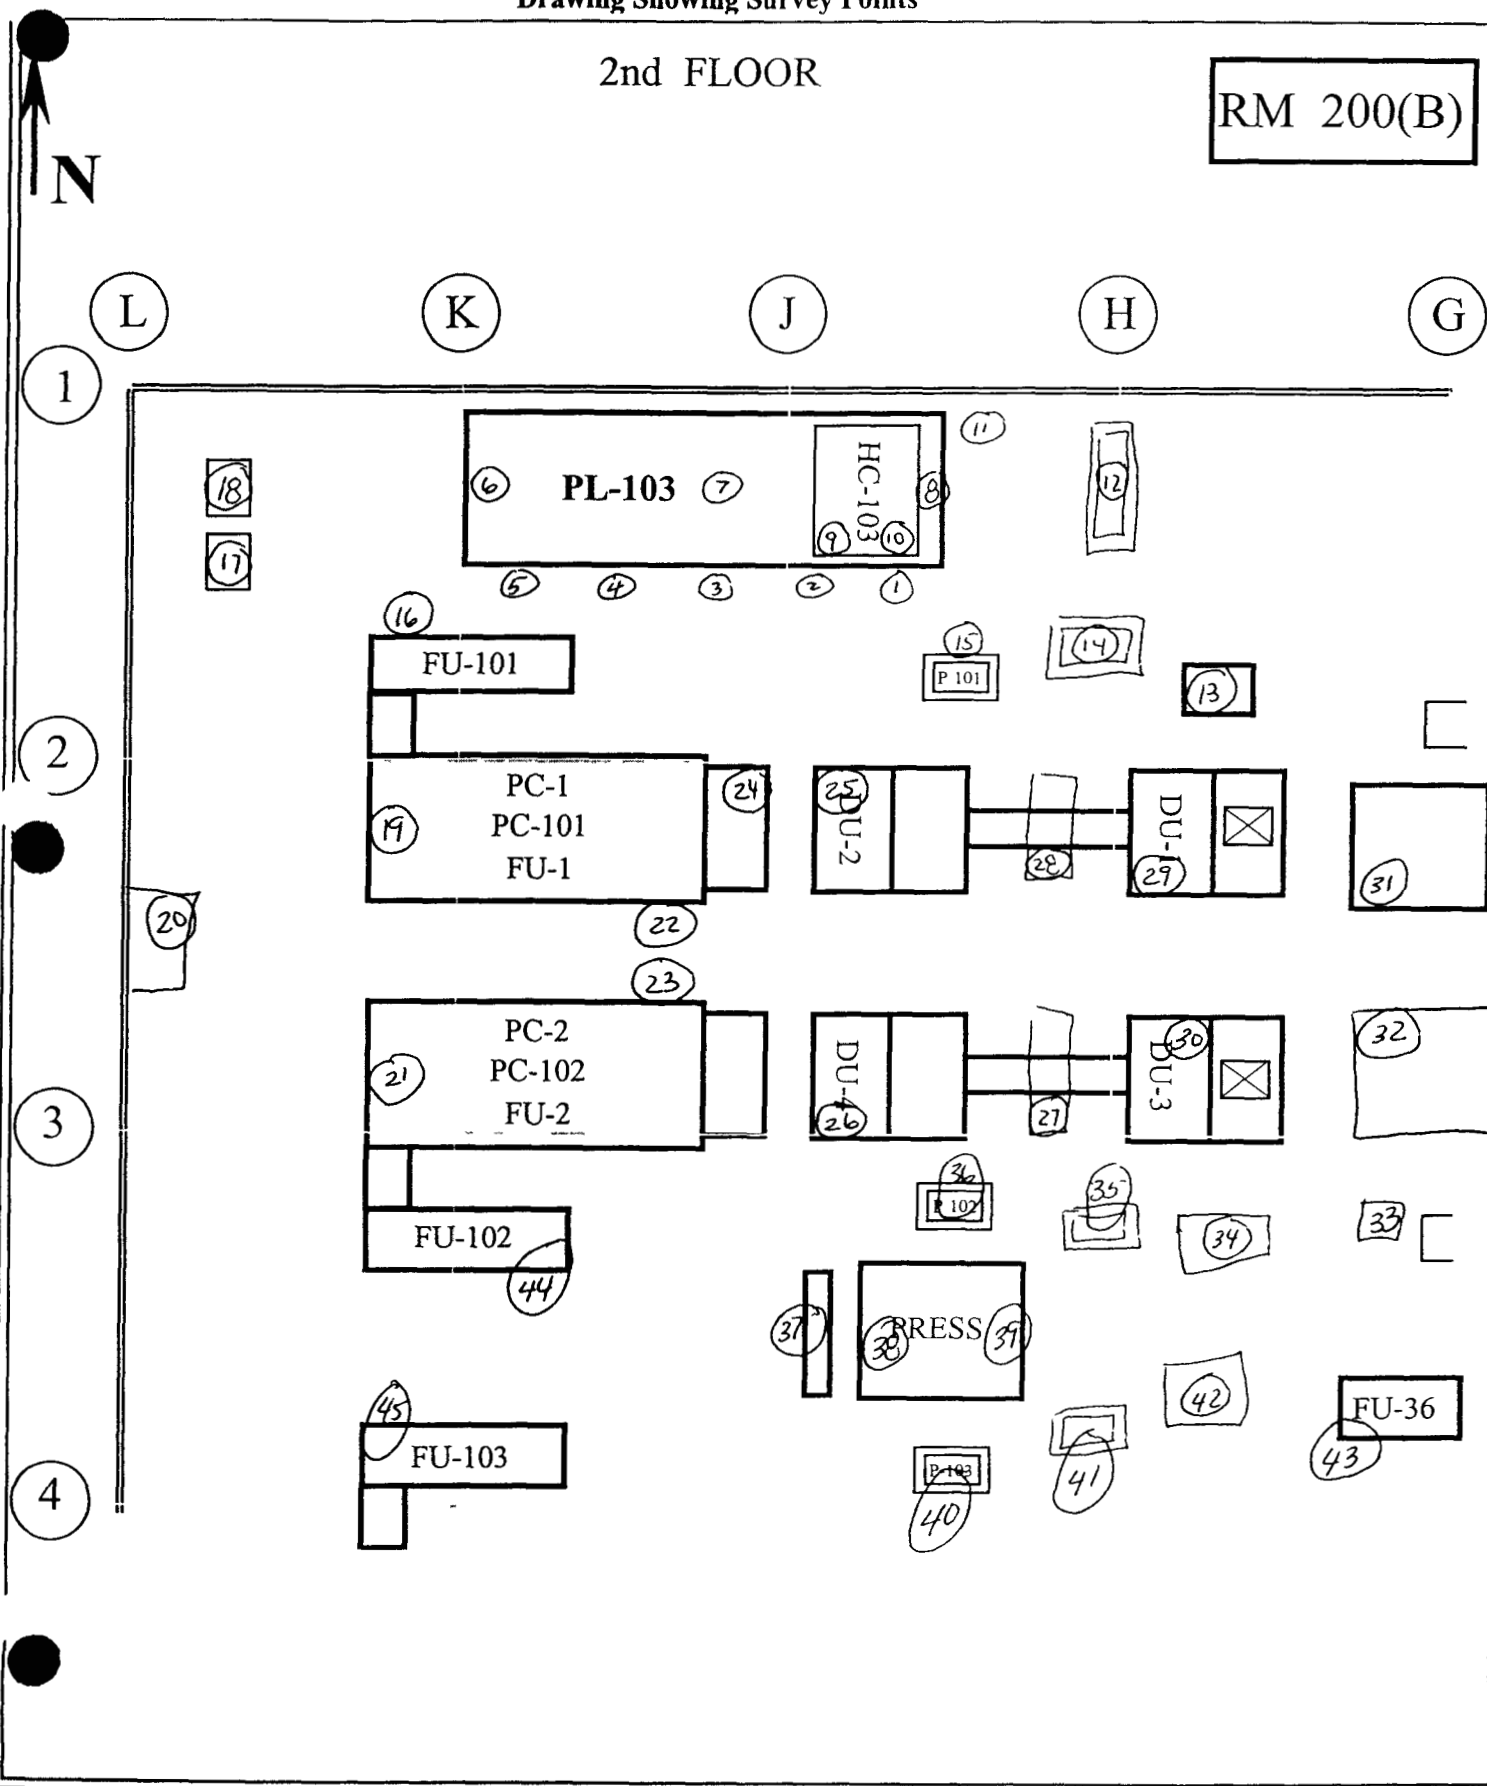 Drawing Showing Survey Points
2nd FLOOR
RM 200(B)
N
L K J H G
1
11
6 PL-103 7 HC-103 8
12
18
9 10
17
5 4 3 2 1
16
15 14
FU-101
P 101
13
2
PC-1
24 25 DU-2
DU-1
19 PC-101
FU-1
28 29 31
20
22
23
PC-2
30 32
21 PC-102
DU-4
DU-3
3
FU-2
26 27
36 35
P 102
33
FU-102
34
44
37 38 PRESS 39
45
42
FU-36
FU-103
43
P-103
41
4
40